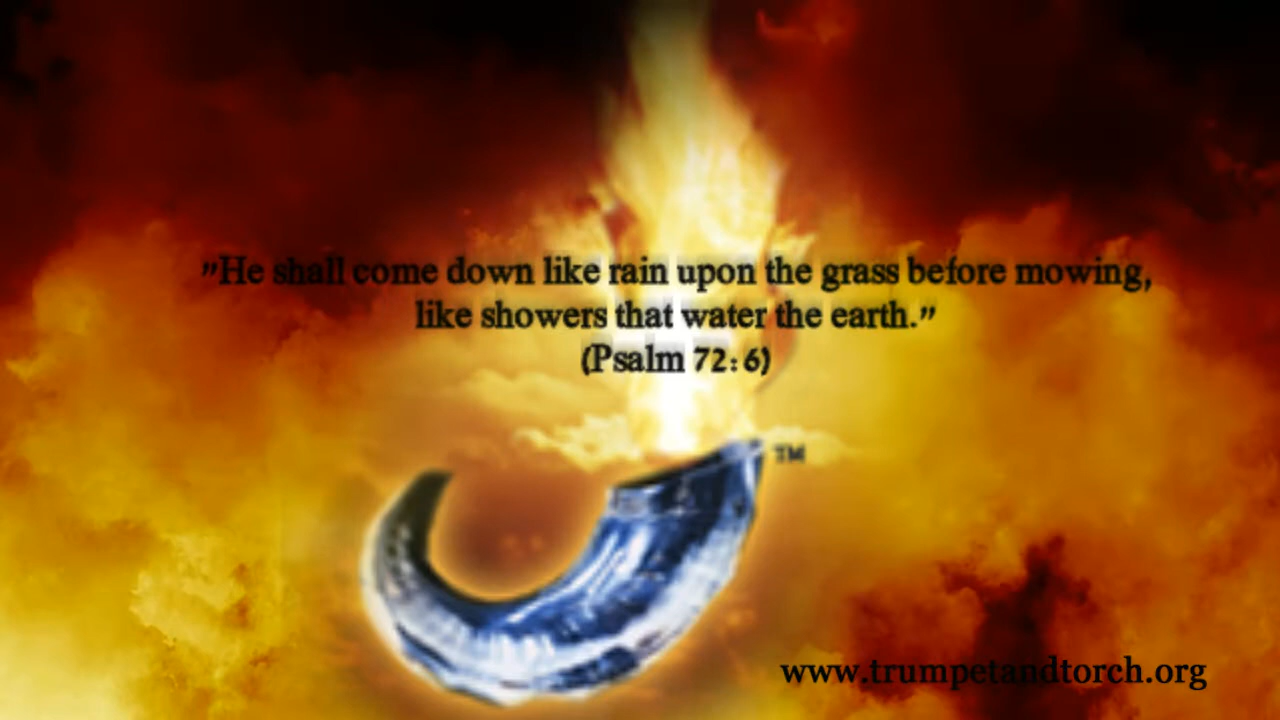 "He shall come down like rain upon the grass before mowing,
like showers that water the earth."
(Psalm 72:6)
TM
www.trumpetandtorch.org